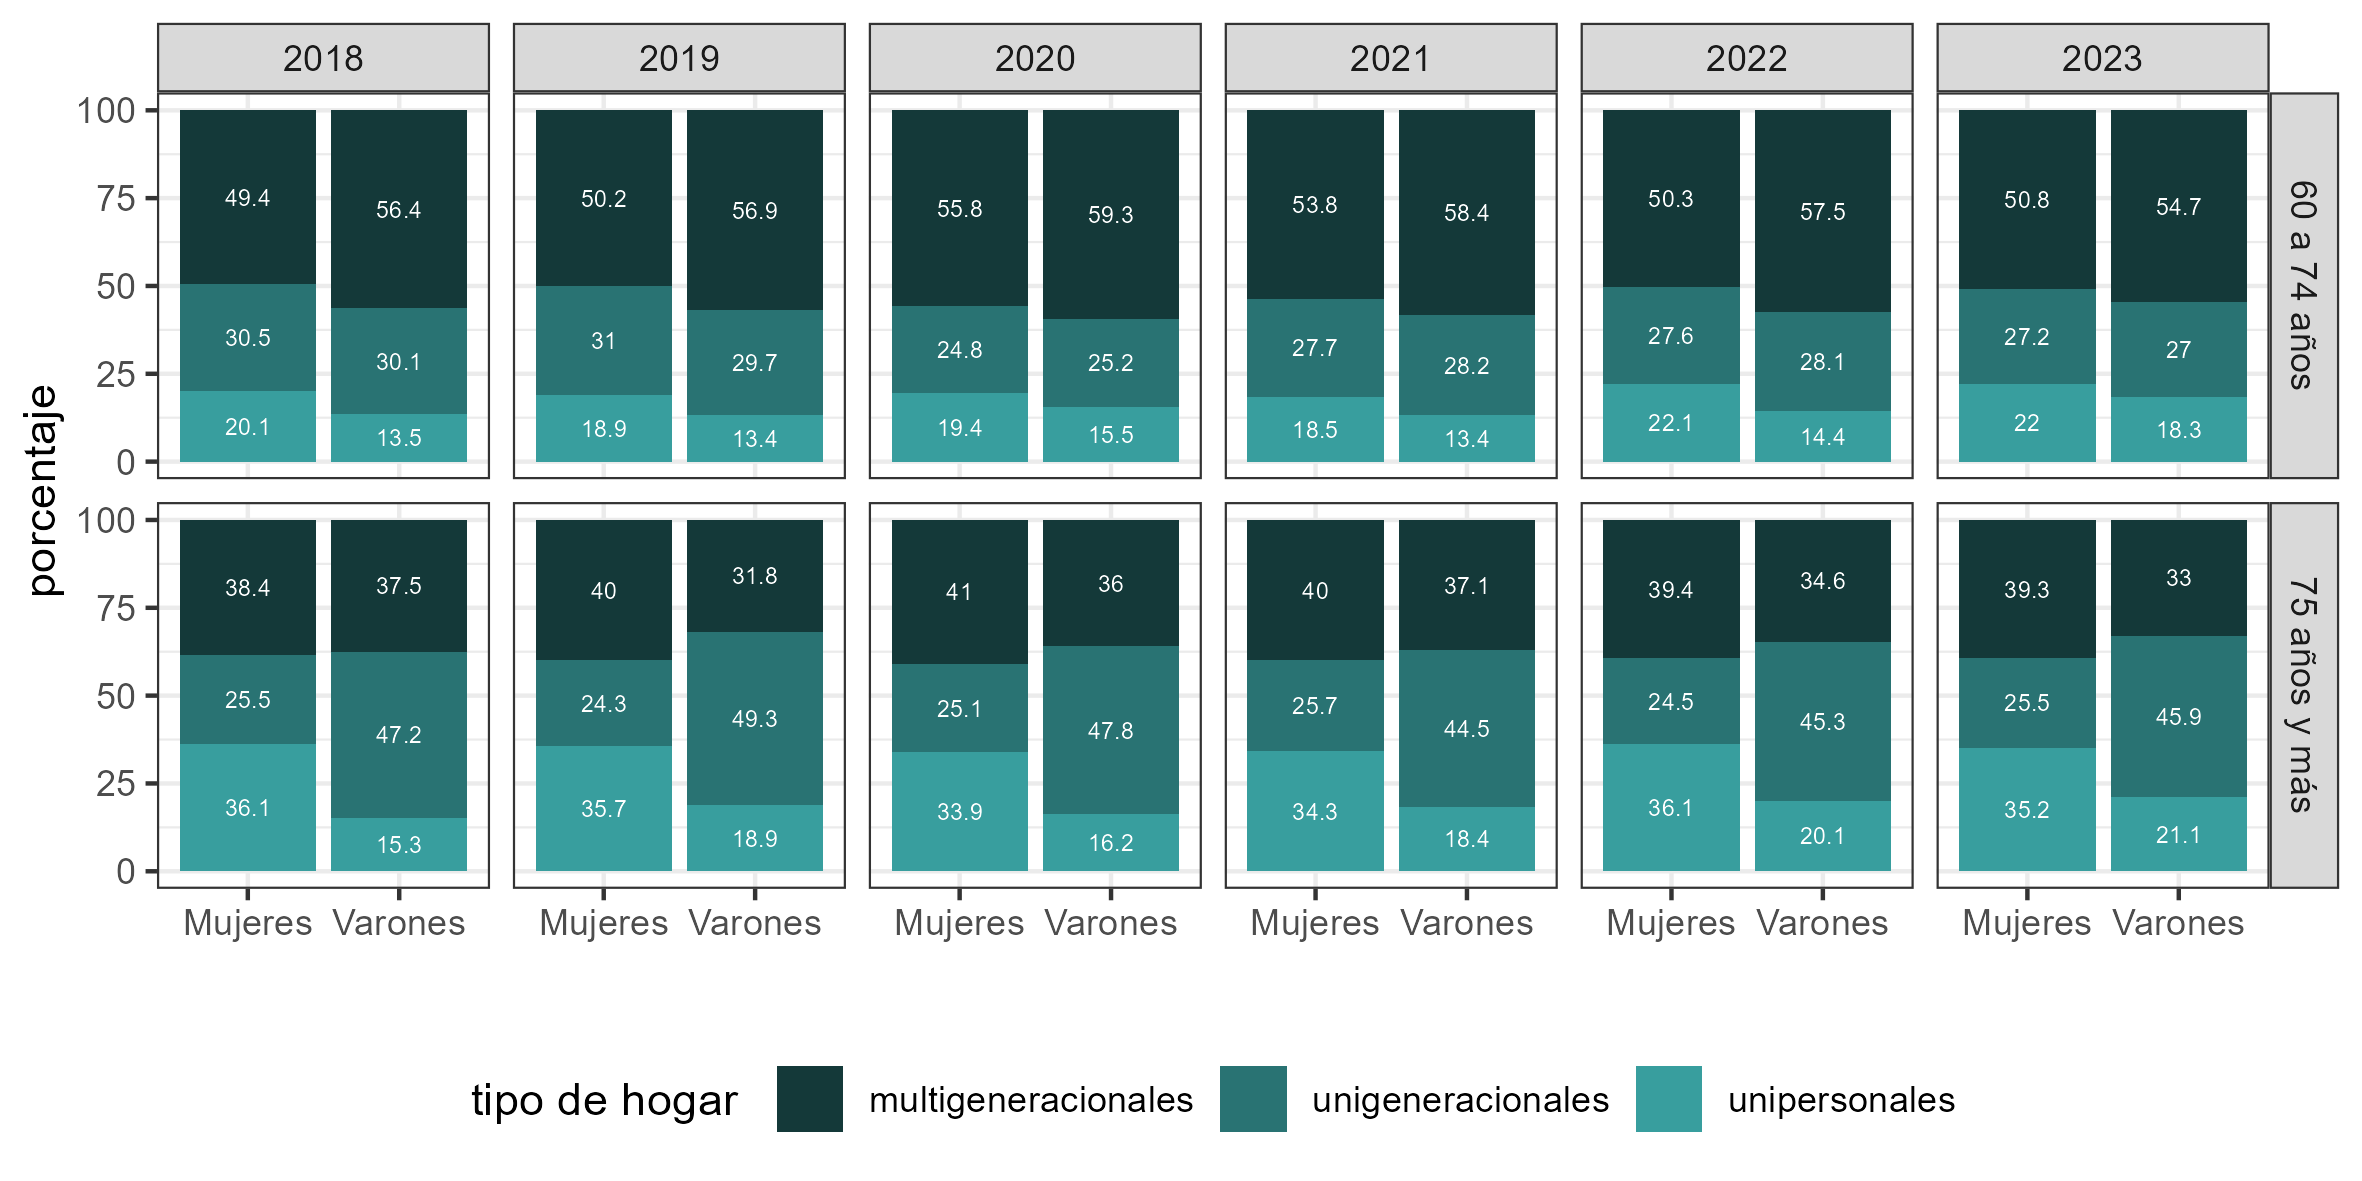 2018 2019 2020 2021 2022 2023
porcentaje
100
75
50
25
0
49.4 56.4 50.2 56.9 55.8 59.3 53.8 58.4 50.3 57.5 50.8 54.7
30.5 30.1 31 29.7 24.8 25.2 27.7 28.2 27.6 28.1 27.2 27
20.1 13.5 18.9 13.4 19.4 15.5 18.5 13.4 22.1 14.4 22 18.3
60 a 74 años
100
75
50
25
0
38.4 37.5 40 31.8 41 36 40 37.1 39.4 34.6 39.3 33
25.5 47.2 24.3 49.3 25.1 47.8 25.7 44.5 24.5 45.3 25.5 45.9
36.1 15.3 35.7 18.9 33.9 16.2 34.3 18.4 36.1 20.1 35.2 21.1
75 años y más
Mujeres Varones Mujeres Varones Mujeres Varones Mujeres Varones Mujeres Varones Mujeres Varones
tipo de hogar multigeneracionales unigeneracionales unipersonales